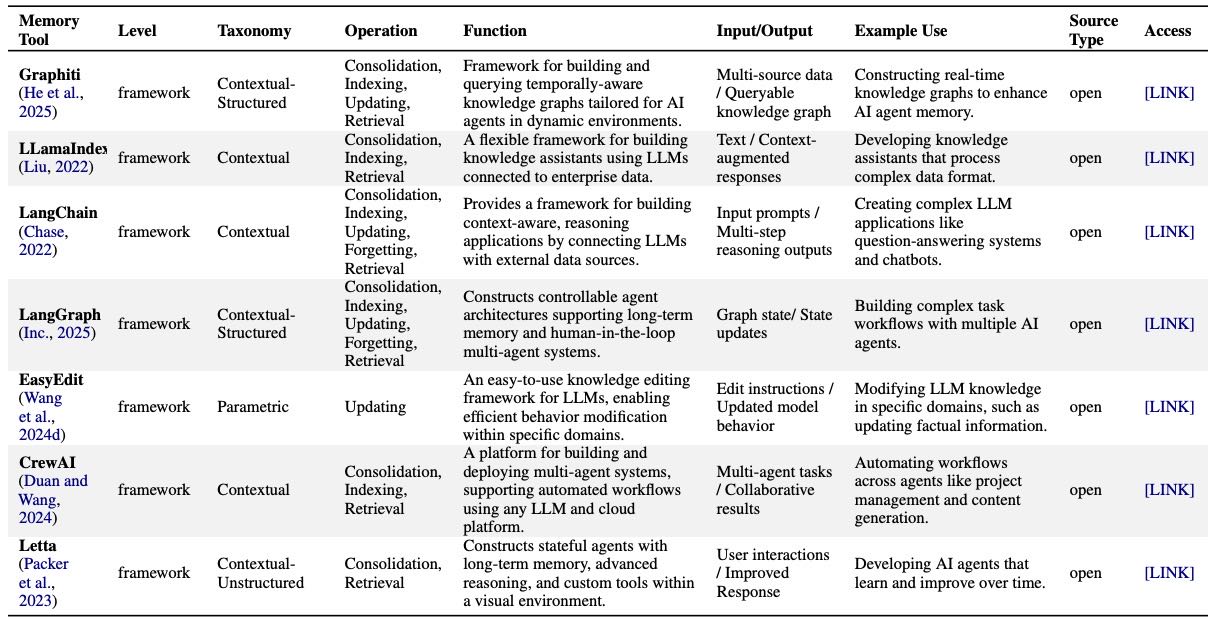 Memory Tool Level Taxonomy Operation Function Input/Output Example Use Source Type Access
Graphiti
(He et al.,
2025)
framework
Contextual-
Structured
Consolidation,
Indexing,
Updating,
Retrieval
Framework for building and
querying temporally-aware
knowledge graphs tailored for AI
agents in dynamic environments.
Multi-source data
/ Queryable
knowledge graph
Constructing real-time
knowledge graphs to enhance
AI agent memory.
open
[LINK]
LLamaIndex
(Liu, 2022)
framework
Contextual
Consolidation,
Indexing,
Retrieval
A flexible framework for building
knowledge assistants using LLMs
connected to enterprise data.
Text / Context-
augmented
responses
Developing knowledge
assistants that process
complex data format.
open
[LINK]
LangChain
(Chase,
2022)
framework
Contextual
Consolidation,
Indexing,
Updating,
Forgetting,
Retrieval
Provides a framework for building
context-aware, reasoning
applications by connecting LLMs
with external data sources.
Input prompts /
Multi-step
reasoning outputs
Creating complex LLM
applications like
question-answering systems
and chatbots.
open
[LINK]
LangGraph
(Inc., 2025)
framework
Contextual-
Structured
Consolidation,
Indexing,
Updating,
Forgetting,
Retrieval
Constructs controllable agent
architectures supporting long-term
memory and human-in-the-loop
multi-agent systems.
Graph state/ State
updates
Building complex task
workflows with multiple AI
agents.
open
[LINK]
EasyEdit
(Wang
et al.,
2024d)
framework
Parametric
Updating
An easy-to-use knowledge editing
framework for LLMs, enabling
efficient behavior modification
within specific domains.
Edit instructions /
Updated model
behavior
Modifying LLM knowledge
in specific domains, such as
updating factual information.
open
[LINK]
CrewAI
(Duan and
Wang,
2024)
framework
Contextual
Consolidation,
Indexing,
Retrieval
A platform for building and
deploying multi-agent systems,
supporting automated workflows
using any LLM and cloud
platform.
Multi-agent tasks
/ Collaborative
results
Automating workflows
across agents like project
management and content
generation.
open
[LINK]
Letta
(Packer
et al.,
2023)
framework
Contextual-
Unstructured
Consolidation,
Retrieval
Constructs stateful agents with
long-term memory, advanced
reasoning, and custom tools within
a visual environment.
User interactions
/ Improved
Response
Developing AI agents that
learn and improve over time.
open
[LINK]